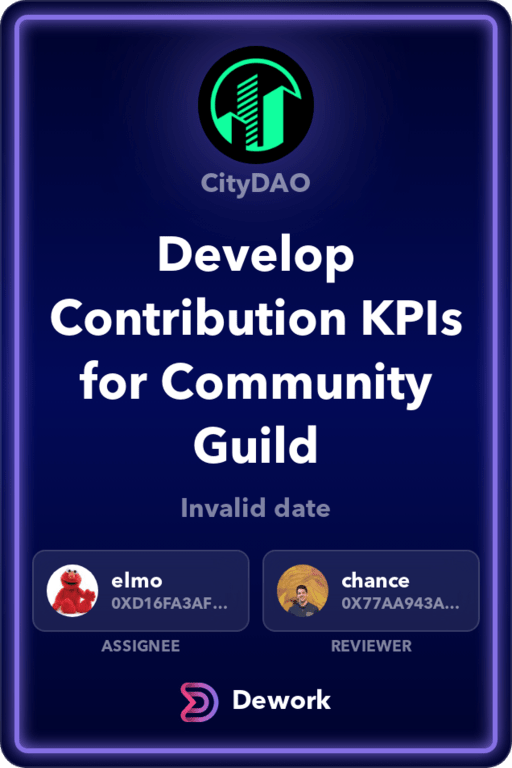 CityDAO
Develop
Contribution KPIs
for Community
Guild
Invalid date
elmo
0XD16FA3AF...
ASSIGNEE
chance
0X77AA943A...
REVIEWER
Dework